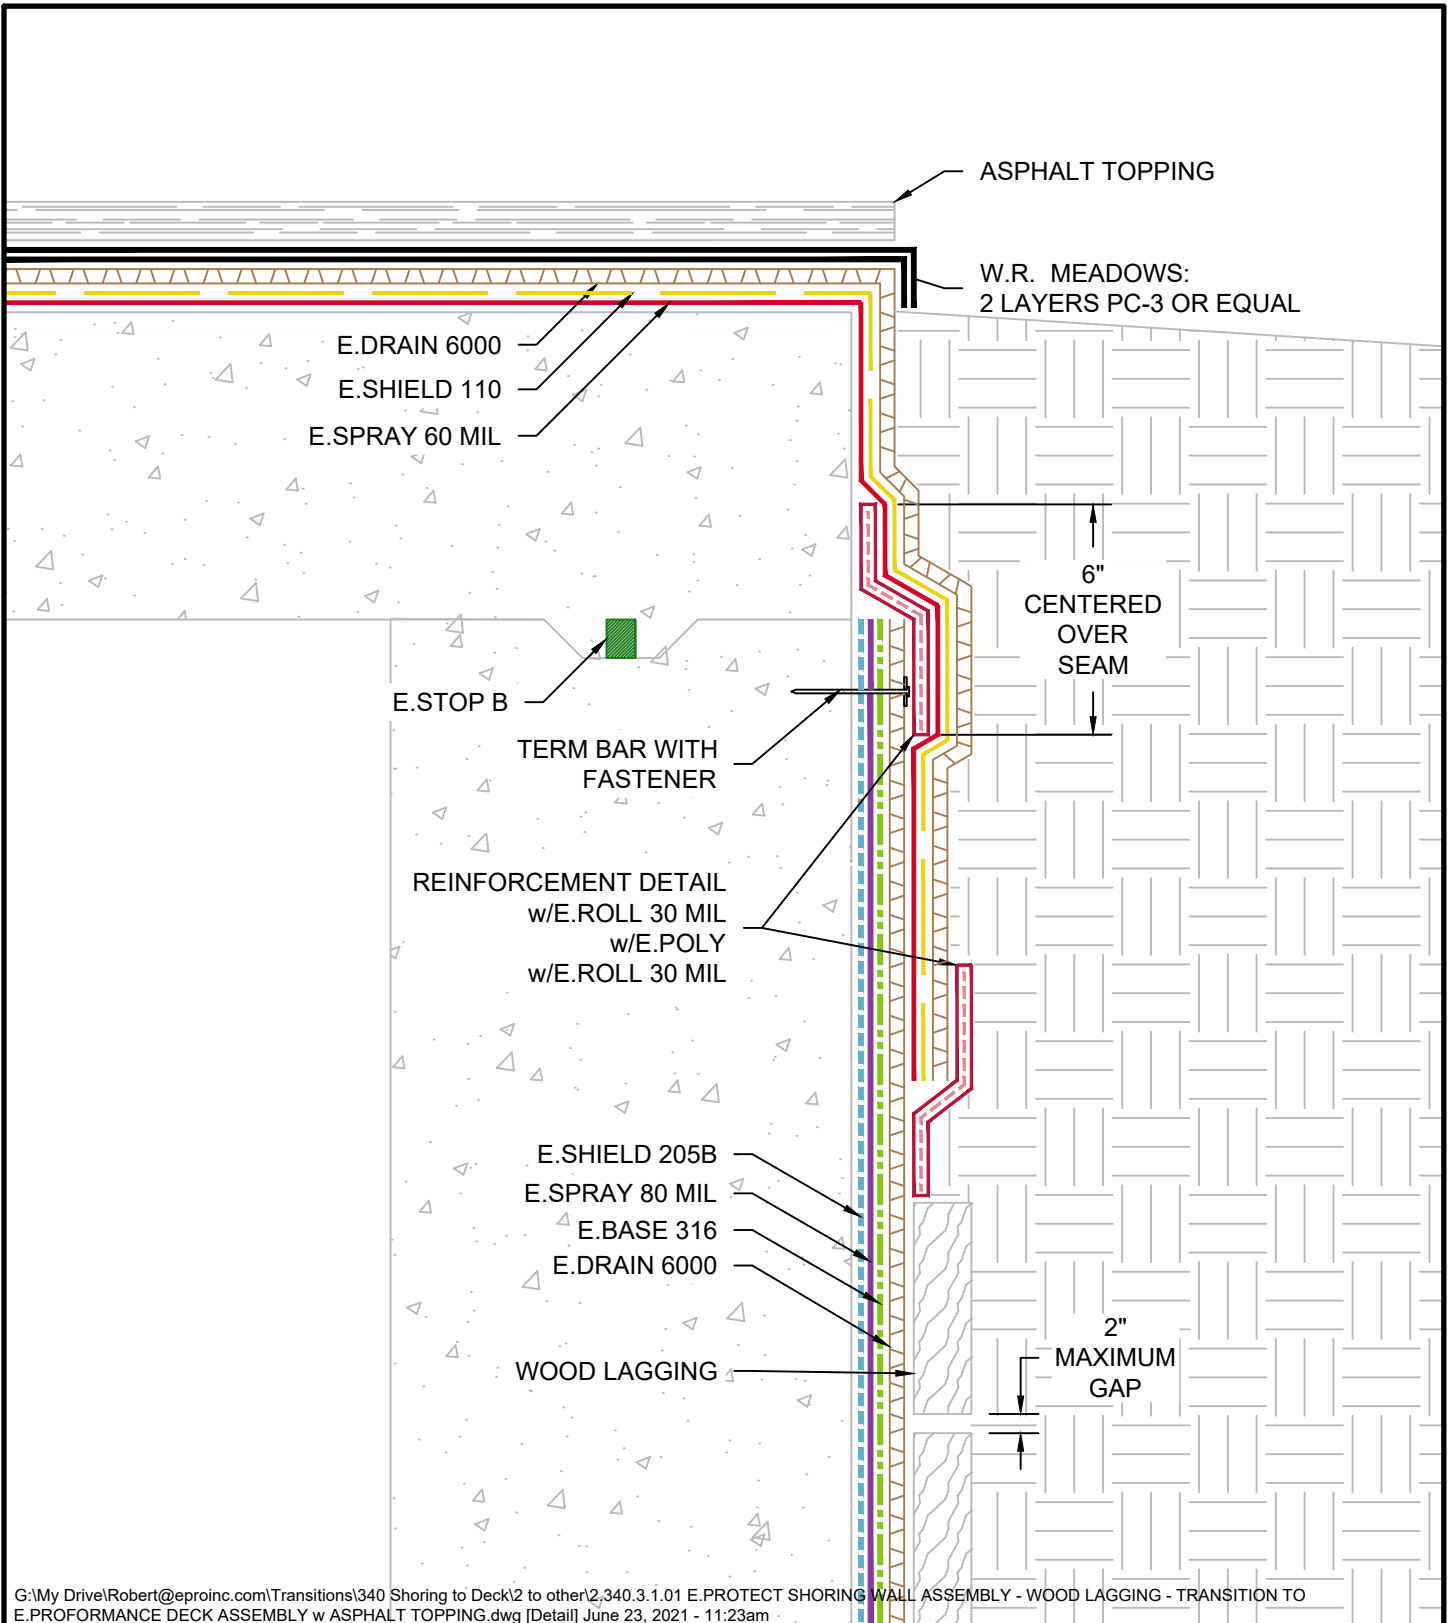 ASPHALT TOPPING
W.R. MEADOWS:
2 LAYERS PC-3 OR EQUAL
E.DRAIN 6000
E.SHIELD 110
E.SPRAY 60 MIL
6"
CENTERED
OVER
SEAM
E.STOP B
TERM BAR WITH
FASTENER
REINFORCEMENT DETAIL
w/E.ROLL 30 MIL
w/E.POLY
w/E.ROLL 30 MIL
E.SHIELD 205B
E.SPRAY 80 MIL
E.BASE 316
E.DRAIN 6000
WOOD LAGGING
2"
MAXIMUM
GAP
G:\My Drive\Robert@eproinc.com\Transitions\340 Shoring to Deck\2 to other\2.340.3.1.01 E.PROTECT SHORING WALL ASSEMBLY - WOOD LAGGING - TRANSITION TO
E.PROFORMANCE DECK ASSEMBLY w ASPHALT TOPPING.dwg [Detail] June 23, 2021 - 11:23am